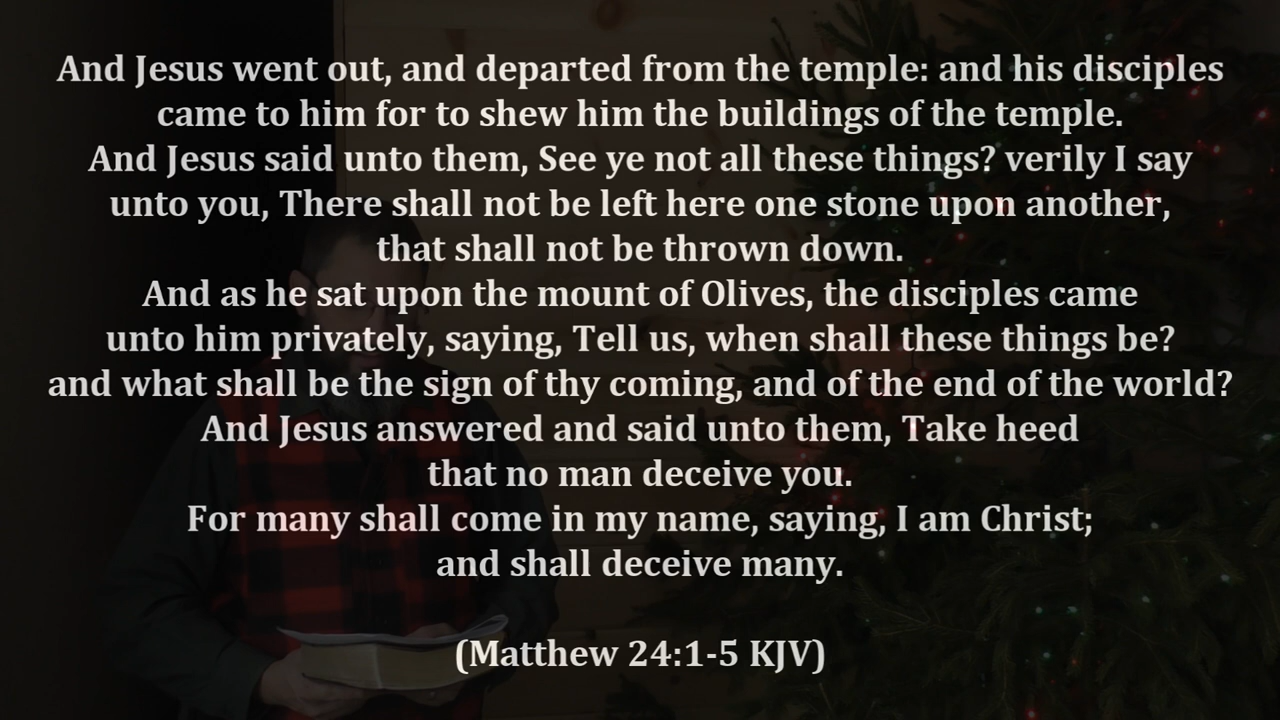 And Jesus went out, and departed from the temple: and his disciples
came to him for to shew him the buildings of the temple.
And Jesus said unto them, See ye not all these things? verily I say
unto you, There shall not be left here one stone upon another,
that shall not be thrown down.
And as he sat upon the mount of Olives, the disciples came
unto him privately, saying, Tell us, when shall these things be?
and what shall be the sign of thy coming, and of the end of the world?
And Jesus answered and said unto them, Take heed
that no man deceive you.
For many shall come in my name, saying, I am Christ;
and shall deceive many.
(Matthew 24:1-5 KJV)